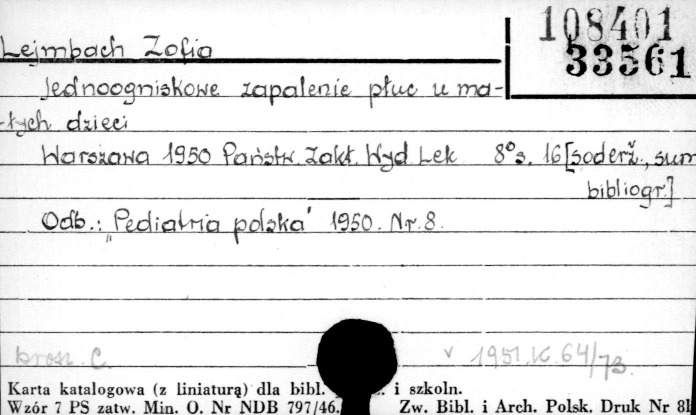 108401
33561
Lejmbach Zofia
Jednoogniskowe zapalenie płuc u ma-
-łych dzieci
Warszawa 1950 Państw. Zakł. Wyd Lek 8° s. 16 [soderž., sum
bibliogr.]
Odb.: „Pediatria polska" 1950. Nr. 8.
brosz. C. v 1951.K.64/73.
Karta katalogowa (z liniaturą) dla bibl. i szkoln.
Wzór 7 PS zatw. Min. O. Nr NDB 797/46. Zw. Bibl. i Arch. Polsk. Druk Nr 8